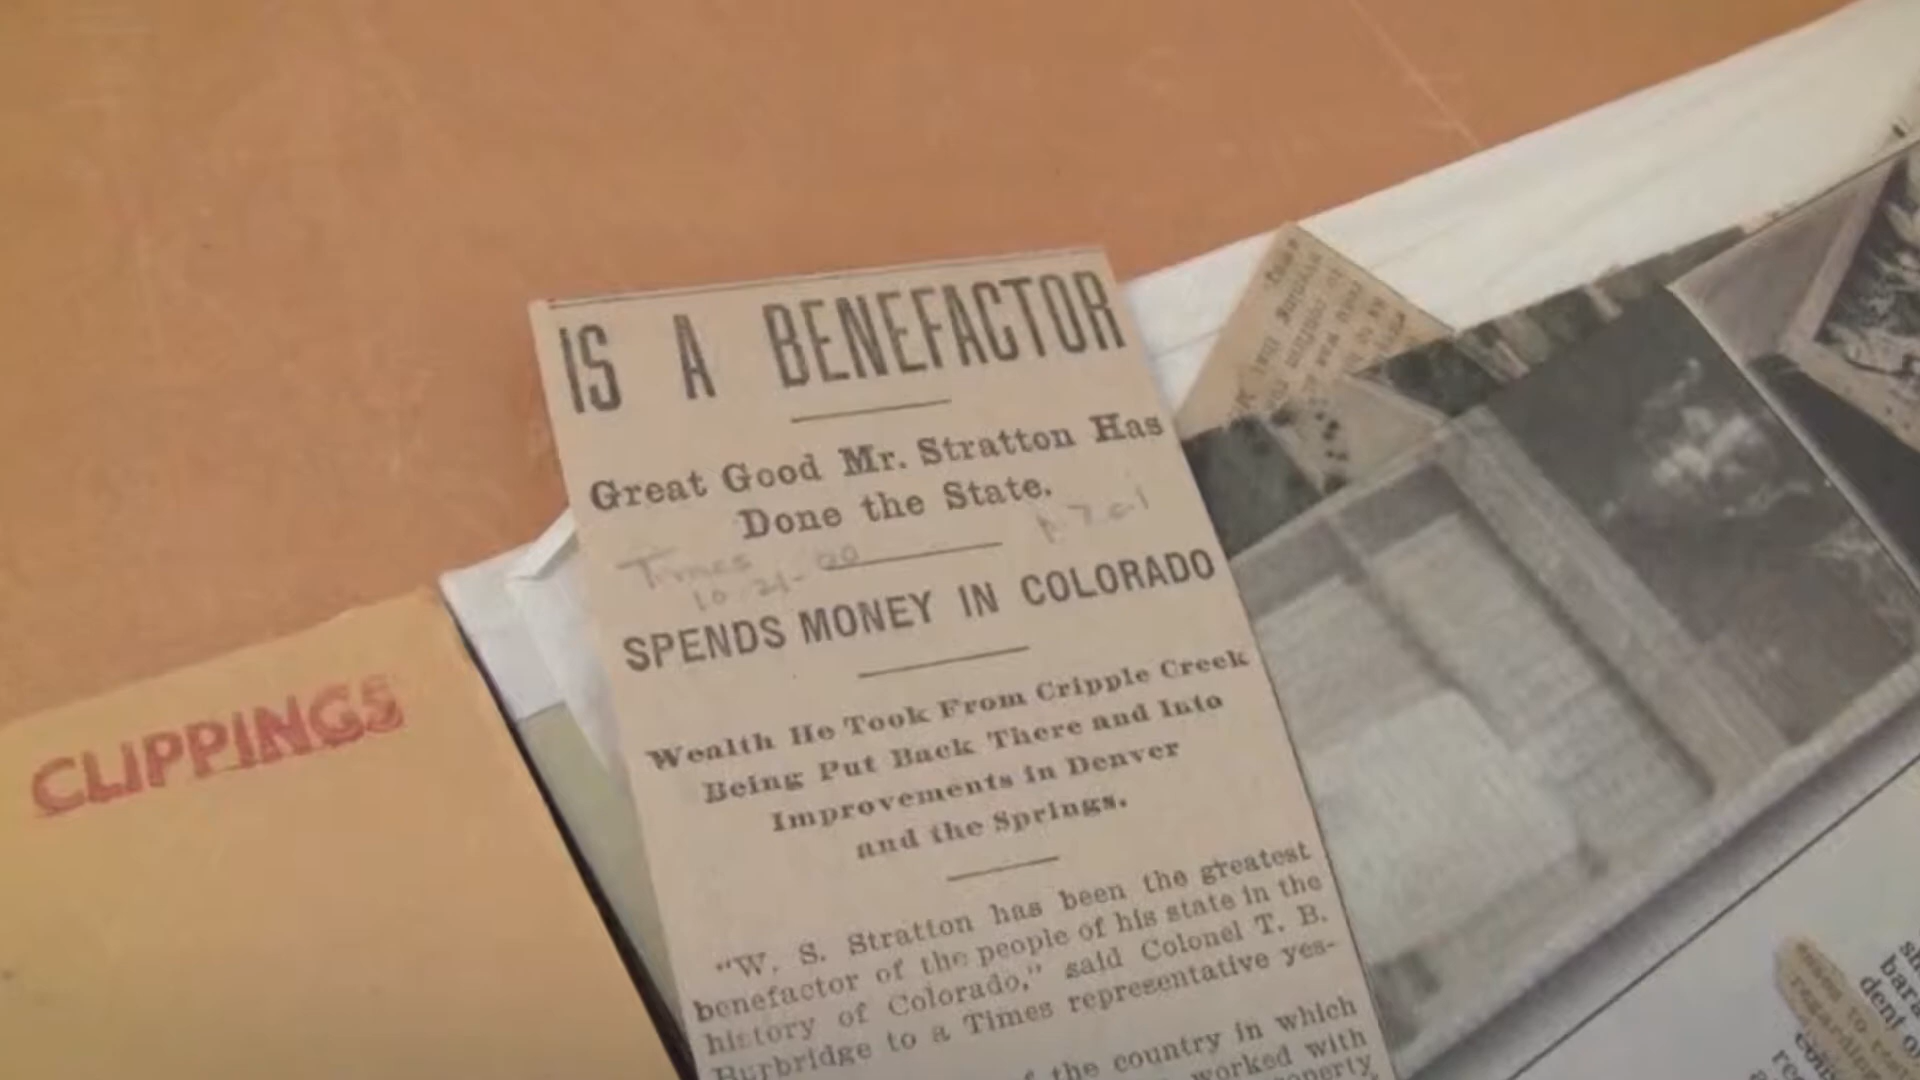 IS A BENEFACTOR
Great Good Mr. Stratton Has
Done the State.
Times
10-21-00
SPENDS MONEY IN COLORADO
Wealth He Took From Cripple Creek
Being Put Back There and Into
Improvements in Denver
and the Springs.
"W. S. Stratton has been the greatest
benefactor of the people of his state in the
history of Colorado," said Colonel T. B.
Burbridge to a Times representative yes-
the country in which
worked with
CLIPPINGS